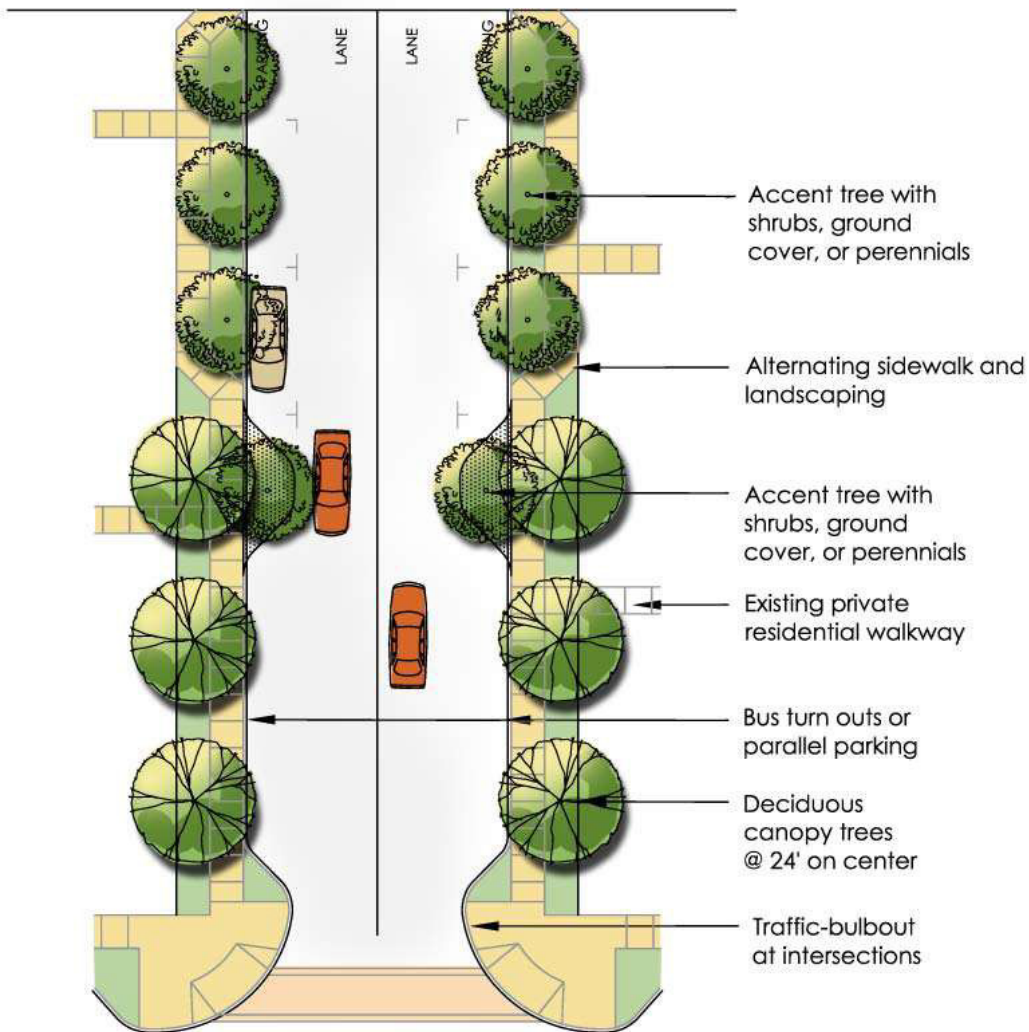 PARKING
LANE
LANE
PARKING
Accent tree with
shrubs, ground
cover, or perennials
Alternating sidewalk and
landscaping
Accent tree with
shrubs, ground
cover, or perennials
Existing private
residential walkway
Bus turn outs or
parallel parking
Deciduous
canopy trees
@ 24' on center
Traffic-bulbout
at intersections